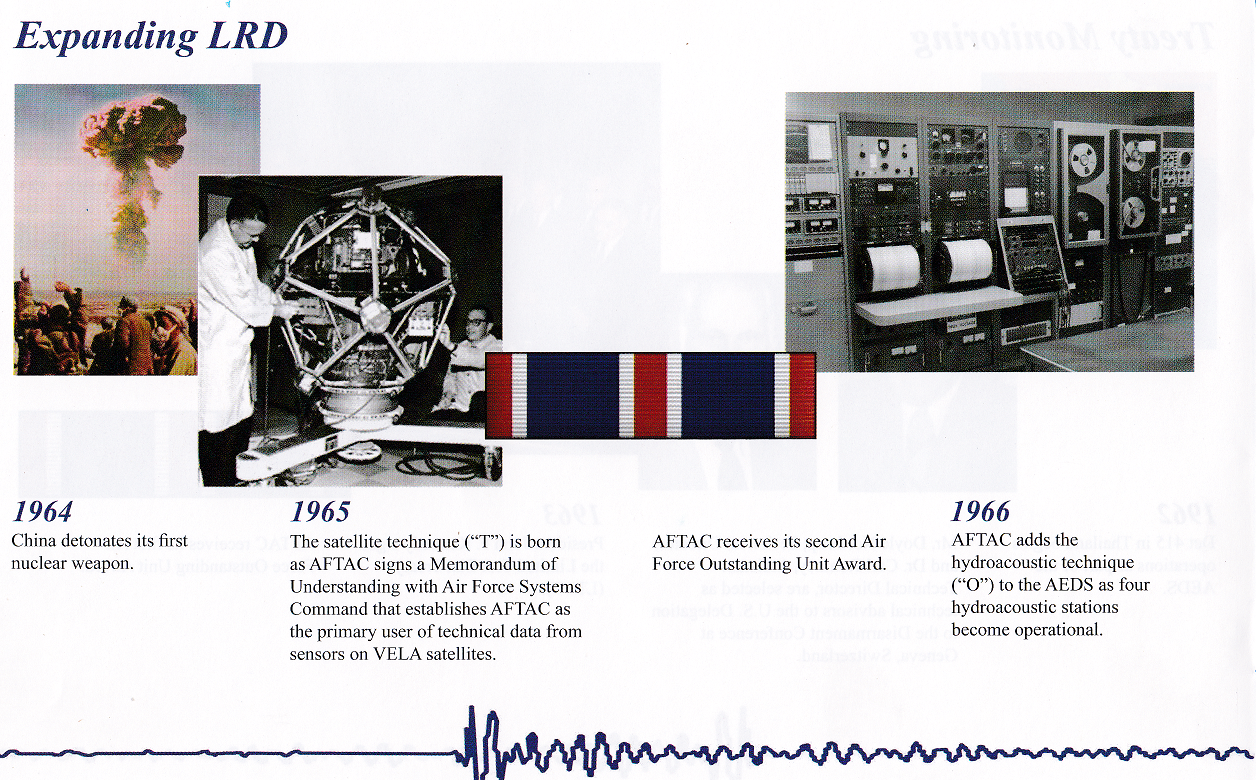 Expanding LRD
1964
China detonates its first
nuclear weapon.
1965
The satellite technique (“T”) is born
as AFTAC signs a Memorandum of
Understanding with Air Force Systems
Command that establishes AFTAC as
the primary user of technical data from
sensors on VELA satellites.
AFTAC receives its second Air
Force Outstanding Unit Award.
1966
AFTAC adds the
hydroacoustic technique
(“O”) to the AEDS as four
hydroacoustic stations
become operational.